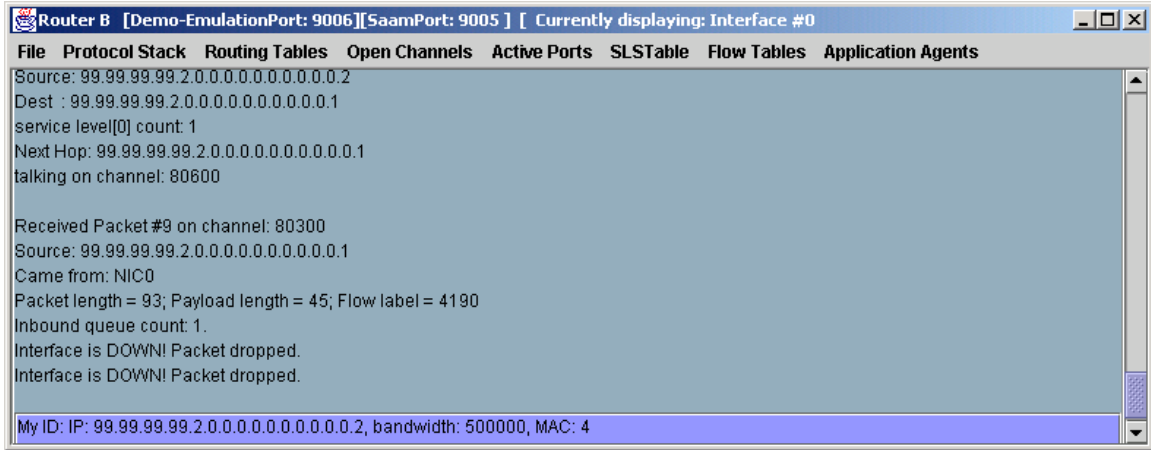 Router B [Demo-EmulationPort: 9006][SaamPort: 9005 ] [ Currently displaying: Interface #0
File Protocol Stack Routing Tables Open Channels Active Ports SLSTable Flow Tables Application Agents
Source: 99.99.99.99.2.0.0.0.0.0.0.0.0.0.0.2
Dest : 99.99.99.99.2.0.0.0.0.0.0.0.0.0.0.1
service level[0] count: 1
Next Hop: 99.99.99.99.2.0.0.0.0.0.0.0.0.0.0.1
talking on channel: 80600
Received Packet #9 on channel: 80300
Source: 99.99.99.99.2.0.0.0.0.0.0.0.0.0.0.1
Came from: NIC0
Packet length = 93; Payload length = 45; Flow label = 4190
Inbound queue count: 1.
Interface is DOWN! Packet dropped.
Interface is DOWN! Packet dropped.
My ID: IP: 99.99.99.99.2.0.0.0.0.0.0.0.0.0.0.2, bandwidth: 500000, MAC: 4